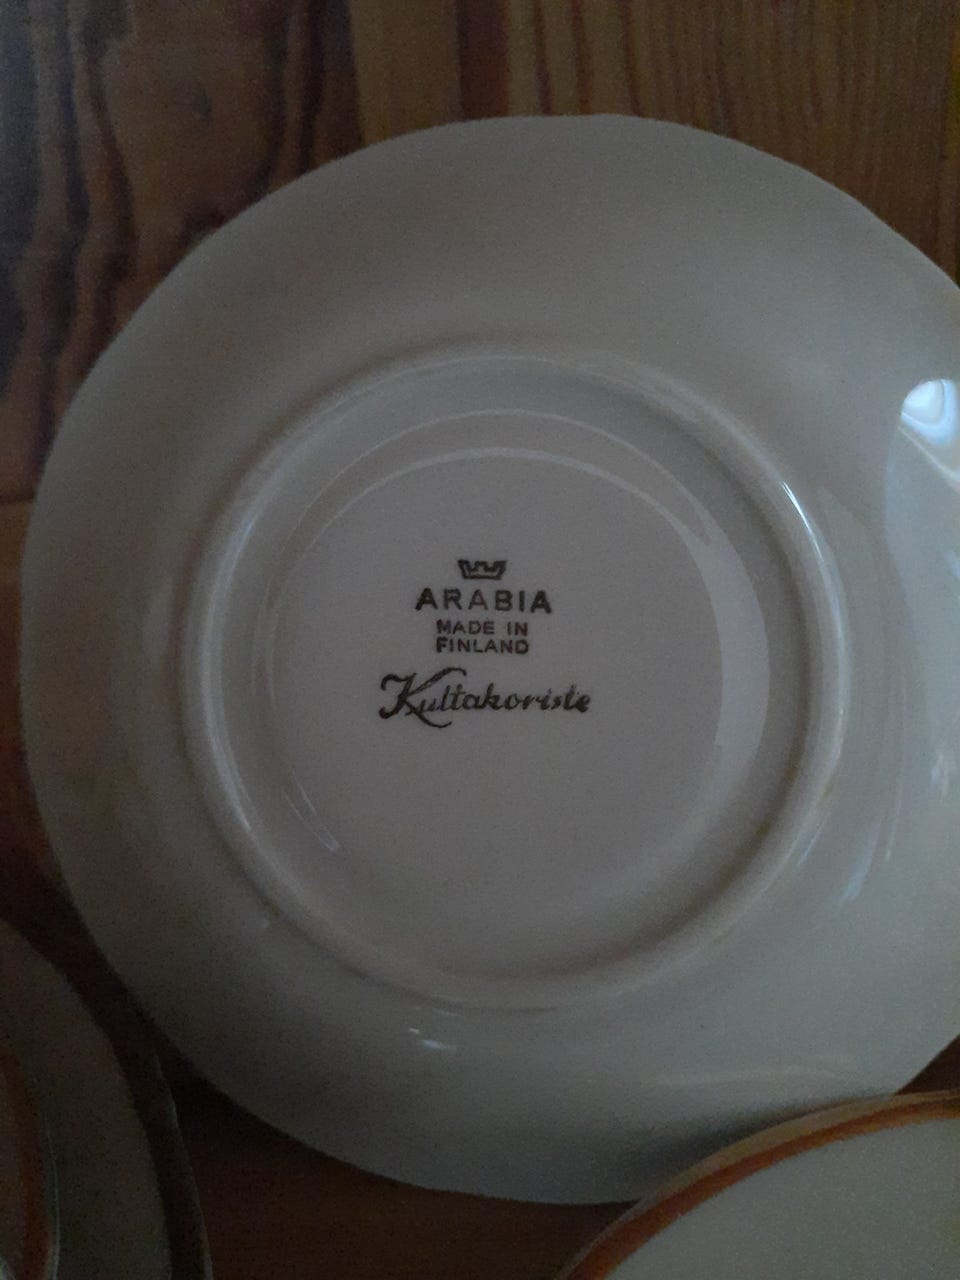 ARABIA
MADE IN
FINLAND
Kultakoriste